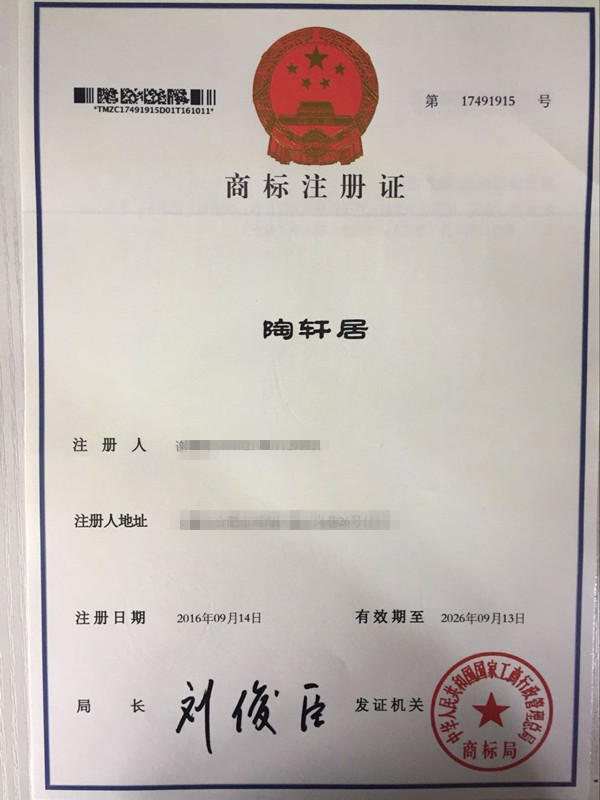 *TMZC17491915D01T161011*
第 17491915 号
商标注册证
陶轩居
注册人
注册人地址
注册日期 2016年09月14日 有效期至 2026年09月13日
局长 刘俊臣 发证机关
中华人民共和国国家工商行政管理总局
商标局